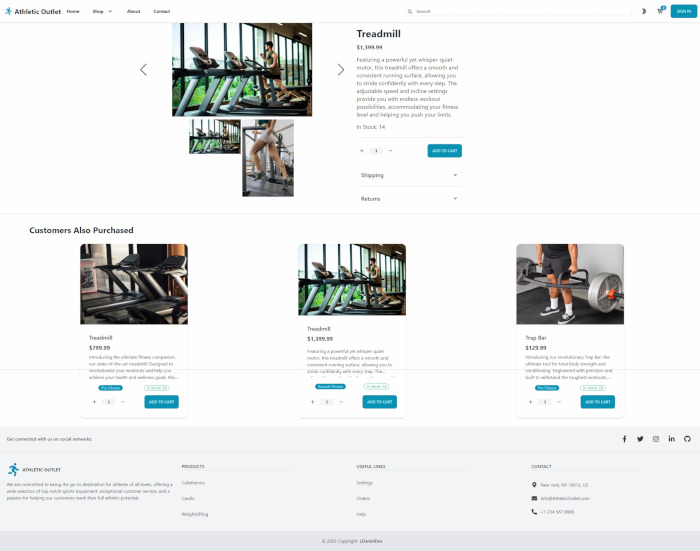 Athletic Outlet Home Shop About Contact Search 0 SIGN IN
Treadmill
$1,399.99
Featuring a powerful yet whisper-quiet
motor, this treadmill offers a smooth and
consistent running surface, allowing you
to stride confidently with every step. The
adjustable speed and incline settings
provide you with endless workout
possibilities, accommodating your fitness
level and helping you push your limits.
In Stock: 14
+ 1 − ADD TO CART
Shipping
Returns
Customers Also Purchased
Treadmill
$799.99
Introducing the ultimate fitness companion,
our state-of-the-art treadmill! Designed to
revolutionize your workouts and help you
achieve your health and wellness goals, this...
Pro Fitness In Stock: 24
+ 1 − ADD TO CART
Treadmill
$1,399.99
Featuring a powerful yet whisper-quiet
motor, this treadmill offers a smooth and
consistent running surface, allowing you to
stride confidently with every step. The...
In Stock: 14
+ 1 − ADD TO CART
Trap Bar
$129.99
Introducing our revolutionary Trap Bar, the
ultimate tool for total body strength and
conditioning. Engineered with precision and
built to withstand the toughest workouts,...
Pro Fitness
+ 1 − ADD TO CART
Get connected with us on social networks:
ATHLETIC OUTLET
We are committed to being the go-to destination for athletes of all levels, offering a
wide selection of top-notch sports equipment, exceptional customer service, and a
passion for helping our customers reach their full athletic potential.
PRODUCTS
Calisthenics
Cardio
WeightLifting
USEFUL LINKS
Settings
Orders
Help
CONTACT
New York, NY 10012, US
info@AthleticOutlet.com
+1 234 567 8888
© 2023 Copyright LDanielDev